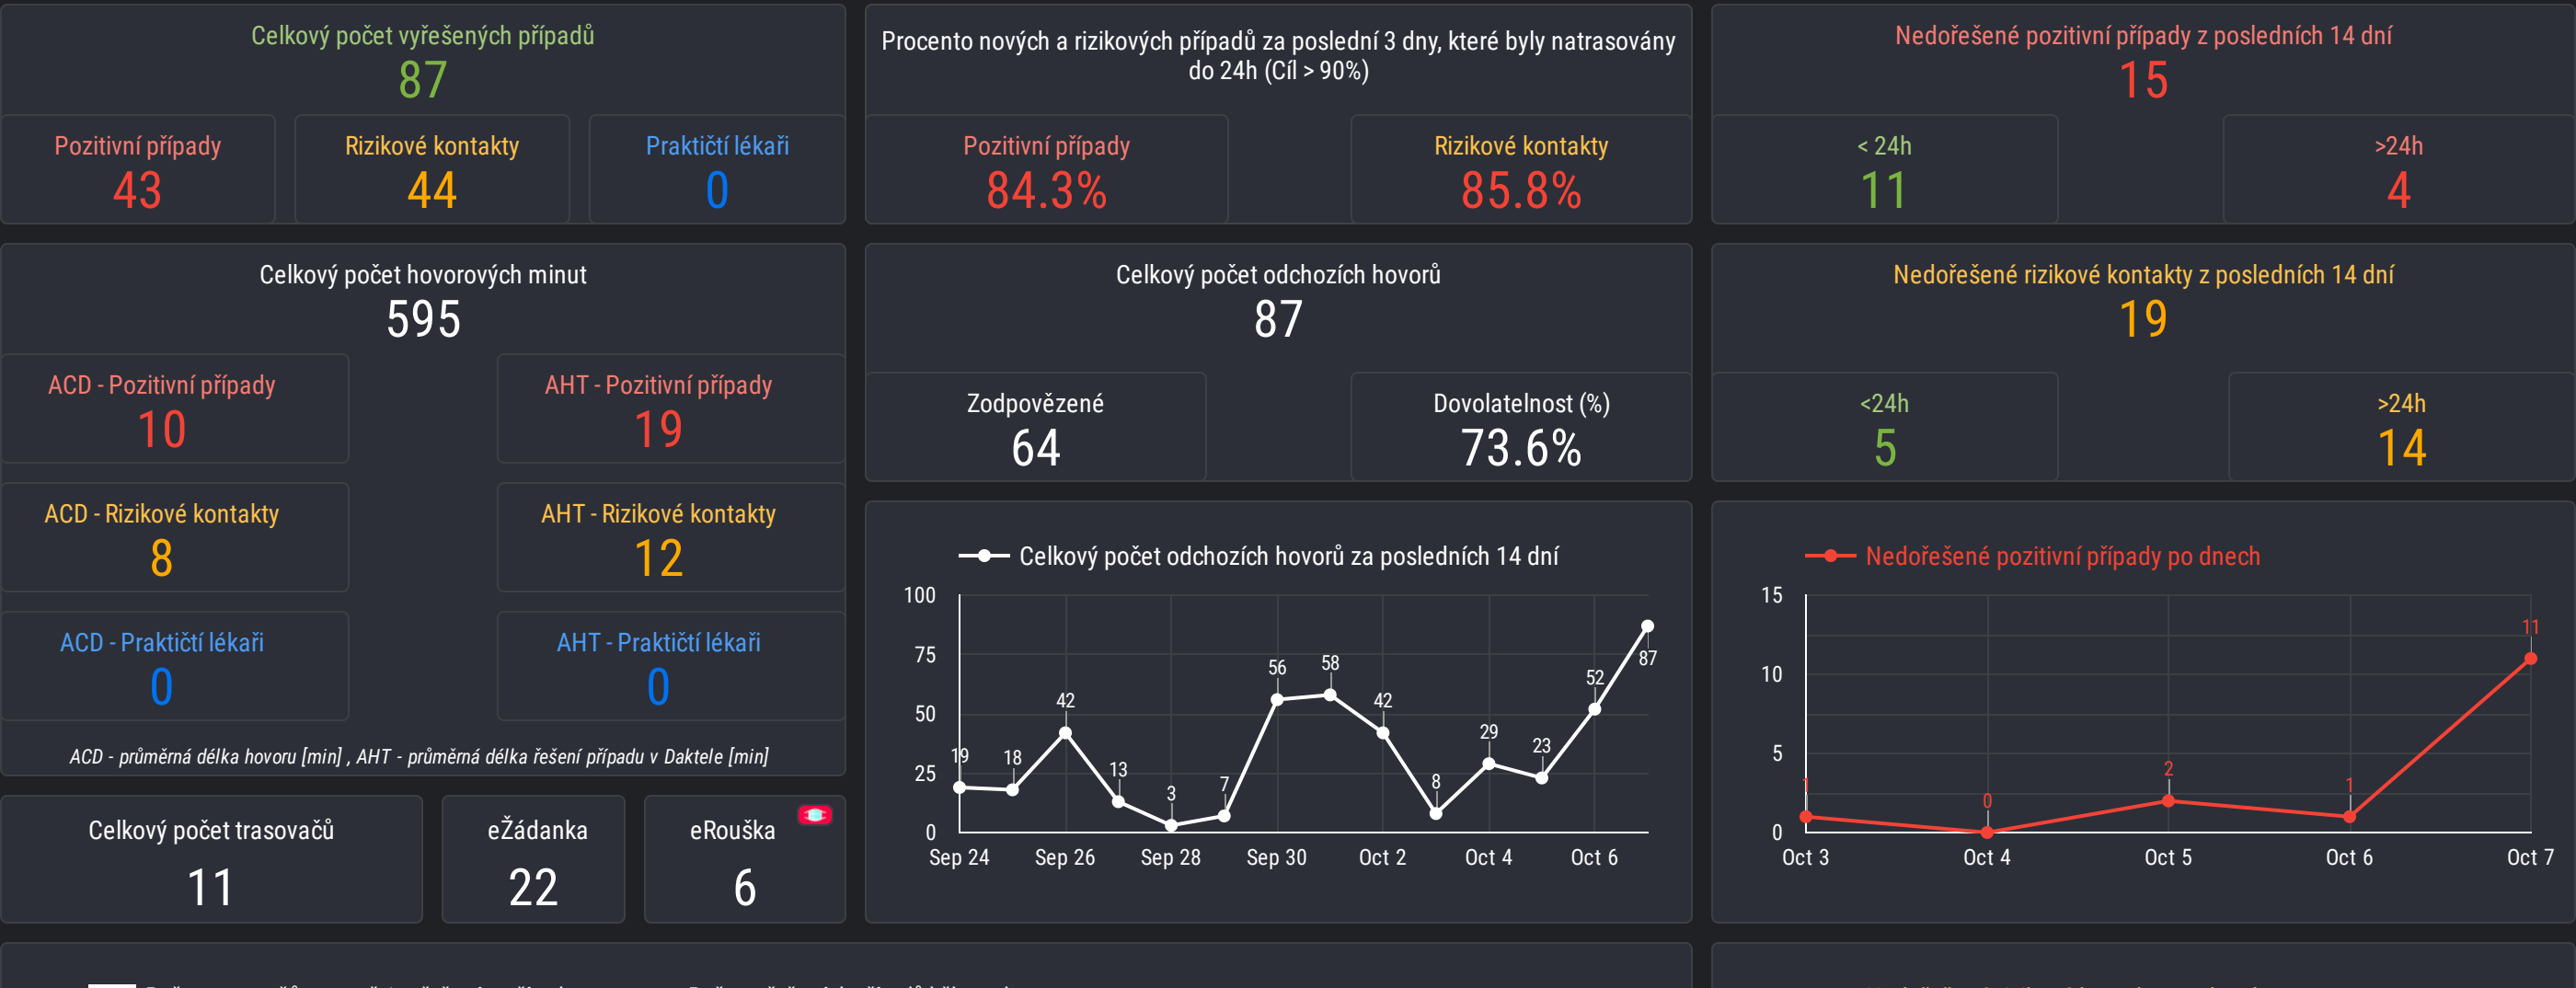 Celkový počet vyřešených případů
87
Pozitivní případy
43
Rizikové kontakty
44
Praktičtí lékaři
0
Procento nových a rizikových případů za poslední 3 dny, které byly natrasovány
do 24h (Cíl > 90%)
Pozitivní případy
84.3%
Rizikové kontakty
85.8%
Nedořešené pozitivní případy z posledních 14 dní
15
< 24h
11
>24h
4
Celkový počet hovorových minut
595
ACD - Pozitivní případy
10
AHT - Pozitivní případy
19
ACD - Rizikové kontakty
8
AHT - Rizikové kontakty
12
ACD - Praktičtí lékaři
0
AHT - Praktičtí lékaři
0
ACD - průměrná délka hovoru [min] , AHT - průměrná délka řešení případu v Daktele [min]
Celkový počet odchozích hovorů
87
Zodpovězené
64
Dovolatelnost (%)
73.6%
Nedořešené rizikové kontakty z posledních 14 dní
19
<24h
5
>24h
14
Celkový počet odchozích hovorů za posledních 14 dní
100
75
50
25
0
19
18
42
13
3
7
56
58
42
8
29
23
52
87
Sep 24
Sep 26
Sep 28
Sep 30
Oct 2
Oct 4
Oct 6
Nedořešené pozitivní případy po dnech
15
10
5
0
1
0
2
1
11
Oct 3
Oct 4
Oct 5
Oct 6
Oct 7
Celkový počet trasovačů
11
eŽádanka
22
eRouška
6